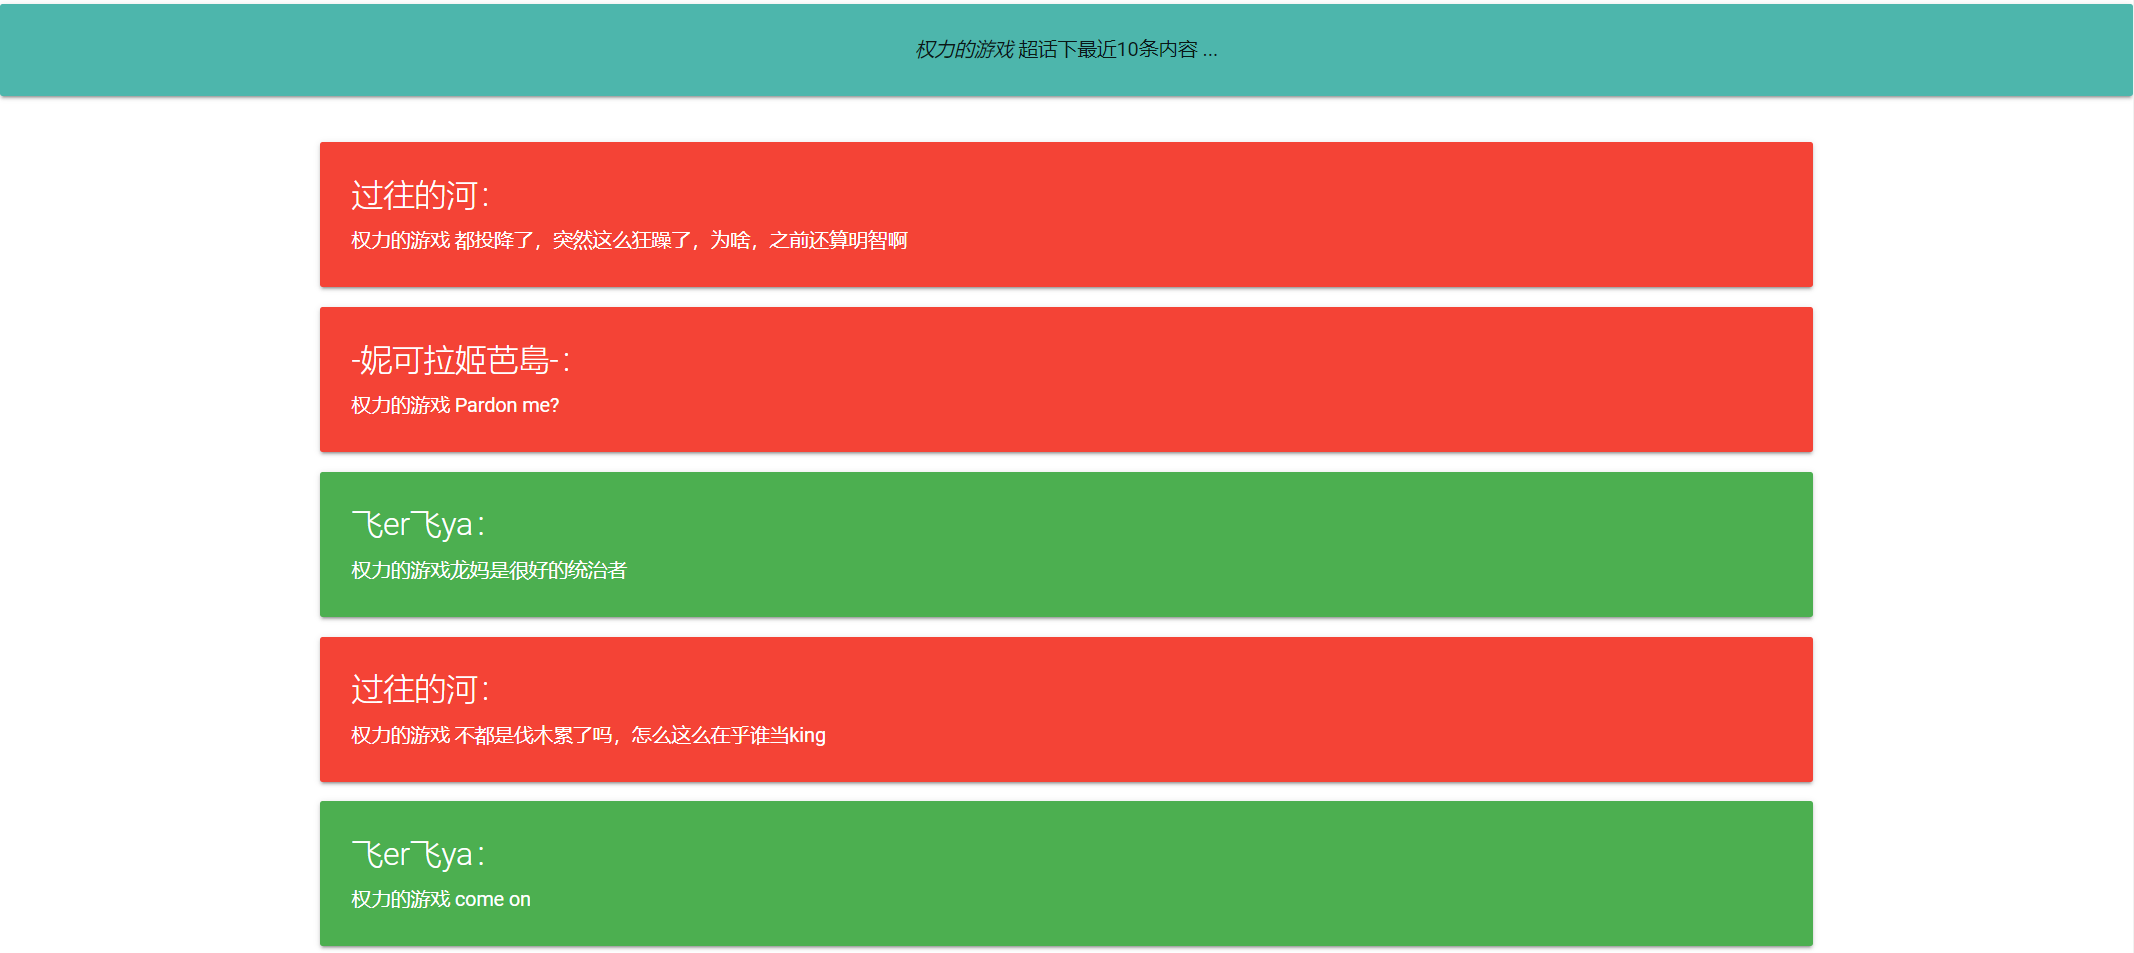 权力的游戏 超话下最近10条内容 ...
过往的河：
权力的游戏 都投降了，突然这么狂躁了，为啥，之前还算明智啊
-妮可拉姬芭島-：
权力的游戏 Pardon me?
飞er飞ya：
权力的游戏龙妈是很好的统治者
过往的河：
权力的游戏 不都是伐木累了吗，怎么这么在乎谁当king
飞er飞ya：
权力的游戏 come on